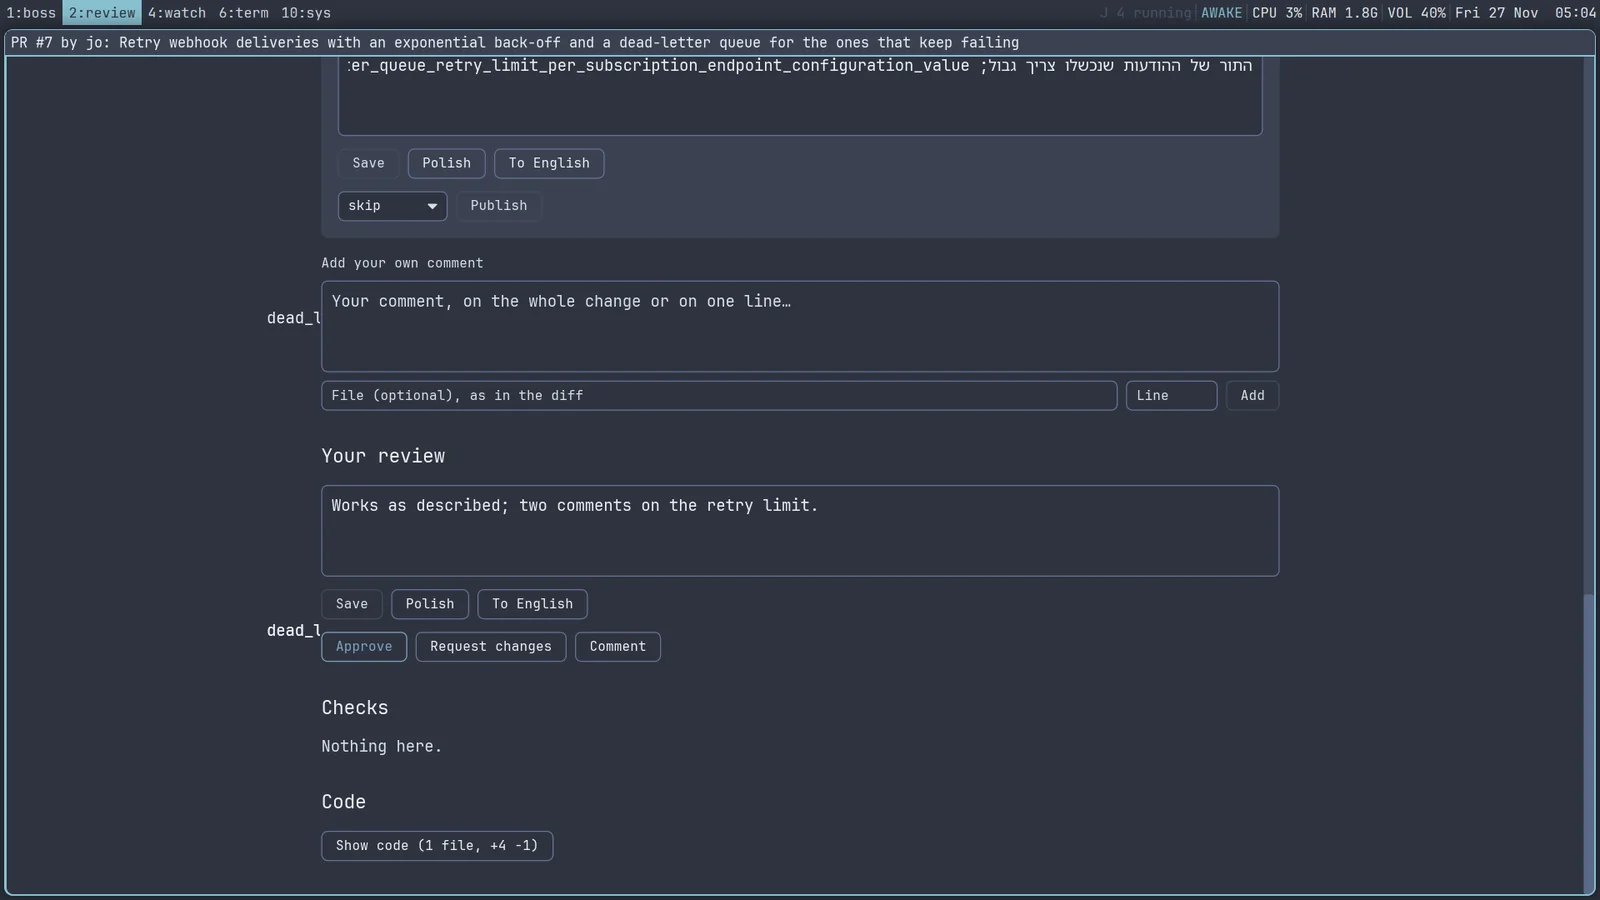 1:boss 2:review 4:watch 6:term 10:sys
J 4 running AWAKE CPU 3% RAM 1.8G VOL 40% Fri 27 Nov 05:04
PR #7 by jo: Retry webhook deliveries with an exponential back-off and a dead-letter queue for the ones that keep failing
התור של ההודעות שנכשלו צריך גבול; er_queue_retry_limit_per_subscription_endpoint_configuration_value
Save Polish To English
skip Publish
Add your own comment
Your comment, on the whole change or on one line…
dead_l
File (optional), as in the diff Line Add
Your review
Works as described; two comments on the retry limit.
Save Polish To English
dead_l
Approve Request changes Comment
Checks
Nothing here.
Code
Show code (1 file, +4 -1)